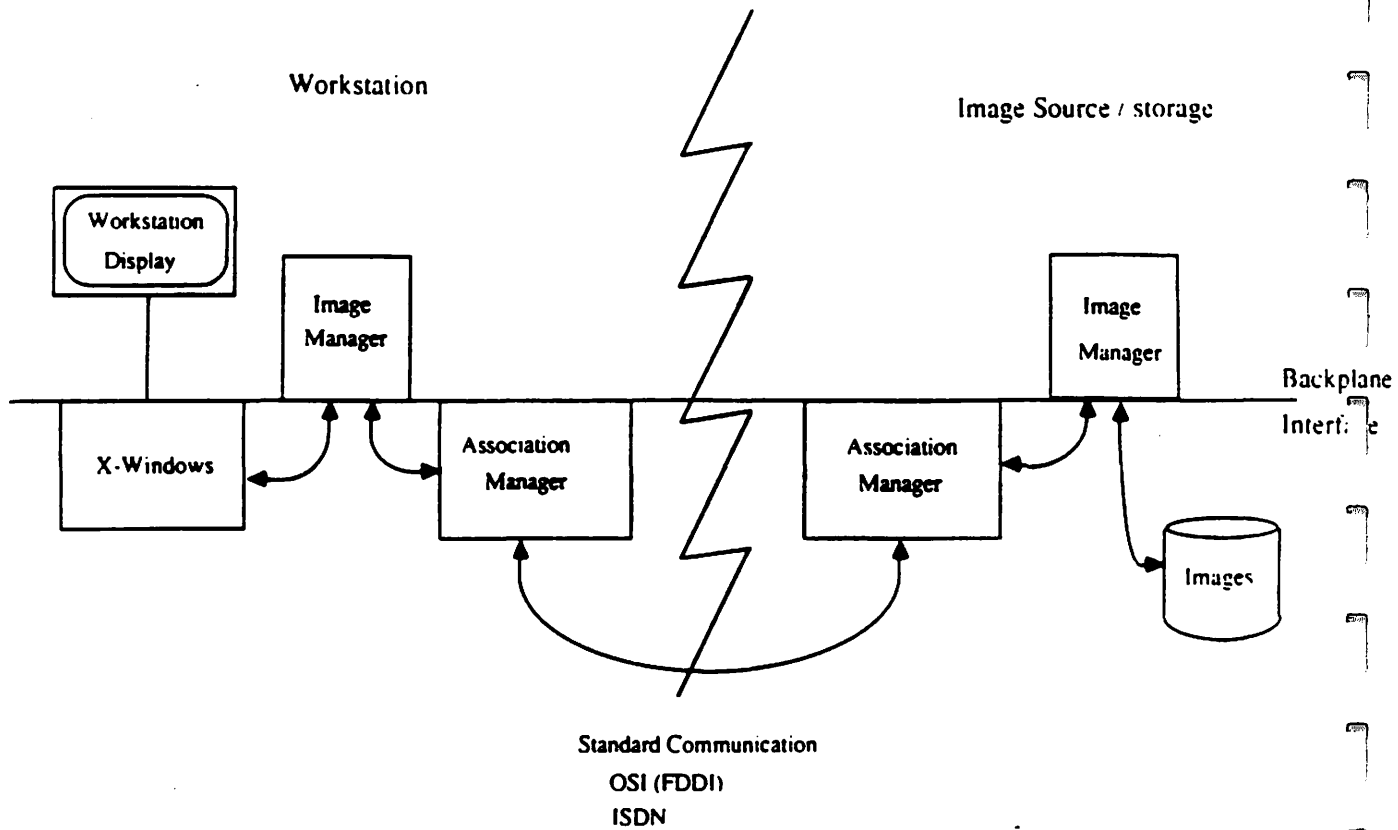 Workstation
Image Source / storage
Workstation
Display
Image
Manager
Image
Manager
Backplane
X-Windows
Association
Manager
Association
Manager
Images
Standard Communication
OSI (FDDI)
ISDN